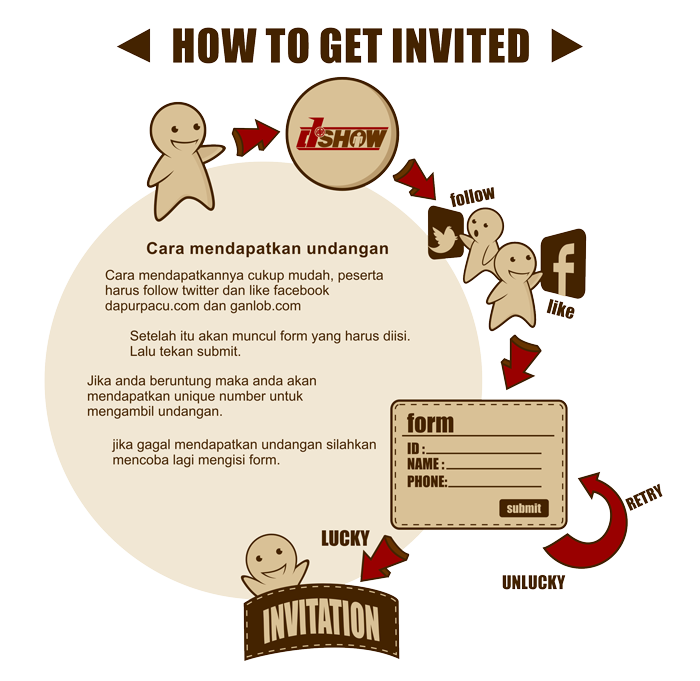 HOW TO GET INVITED
d'SHOW
follow
like
Cara mendapatkan undangan
Cara mendapatkannya cukup mudah, peserta
harus follow twitter dan like facebook
dapurpacu.com dan ganlob.com
Setelah itu akan muncul form yang harus diisi.
Lalu tekan submit.
Jika anda beruntung maka anda akan
mendapatkan unique number untuk
mengambil undangan.
jika gagal mendapatkan undangan silahkan
mencoba lagi mengisi form.
form
ID :
NAME :
PHONE:
submit
RETRY
UNLUCKY
LUCKY
INVITATION